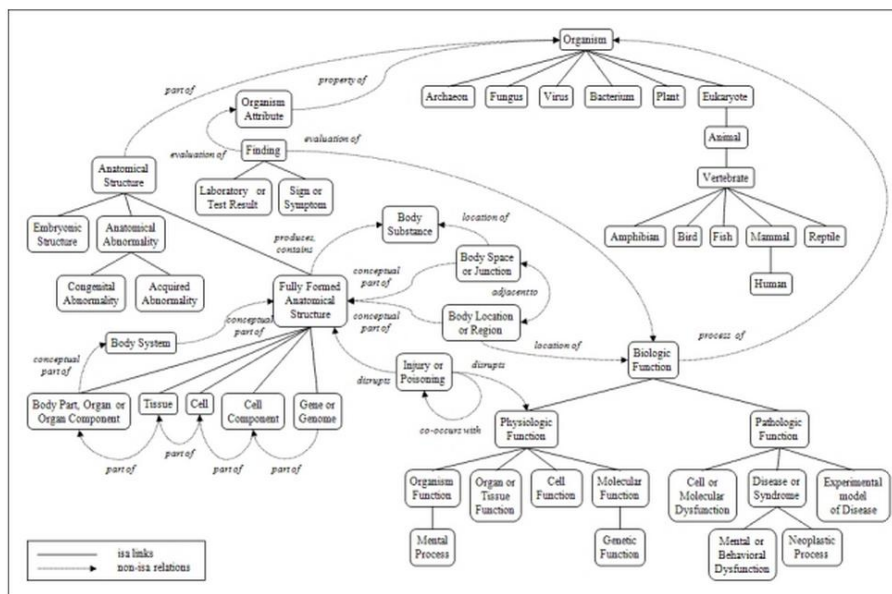 Organism
part of
property of
Archaeon
Fungus
Virus
Bacterium
Plant
Eukaryote
Organism
Attribute
Animal
evaluation of
Finding
evaluation of
Vertebrate
Anatomical
Structure
Laboratory or
Test Result
Sign or
Symptom
Amphibian
Bird
Fish
Mammal
Reptile
Human
Embryonic
Structure
Anatomical
Abnormality
Body
Substance
location of
produces,
contains
Congenital
Abnormality
Acquired
Abnormality
Fully Formed
Anatomical
Structure
conceptual
part of
Body Space
or Junction
adjacent to
conceptual
part of
Body Location
or Region
location of
conceptual
part of
Body System
conceptual
part of
process of
Biologic
Function
disrupts
Injury or
Poisoning
disrupts
co-occurs with
Body Part, Organ or
Organ Component
Tissue
Cell
Cell
Component
Gene or
Genome
part of
part of
part of
part of
Physiologic
Function
Pathologic
Function
Organism
Function
Organ or
Tissue
Function
Cell
Function
Molecular
Function
Cell or
Molecular
Dysfunction
Disease or
Syndrome
Experimental
model
of Disease
Mental
Process
Genetic
Function
Mental or
Behavioral
Dysfunction
Neoplastic
Process
isa links
non-isa relations